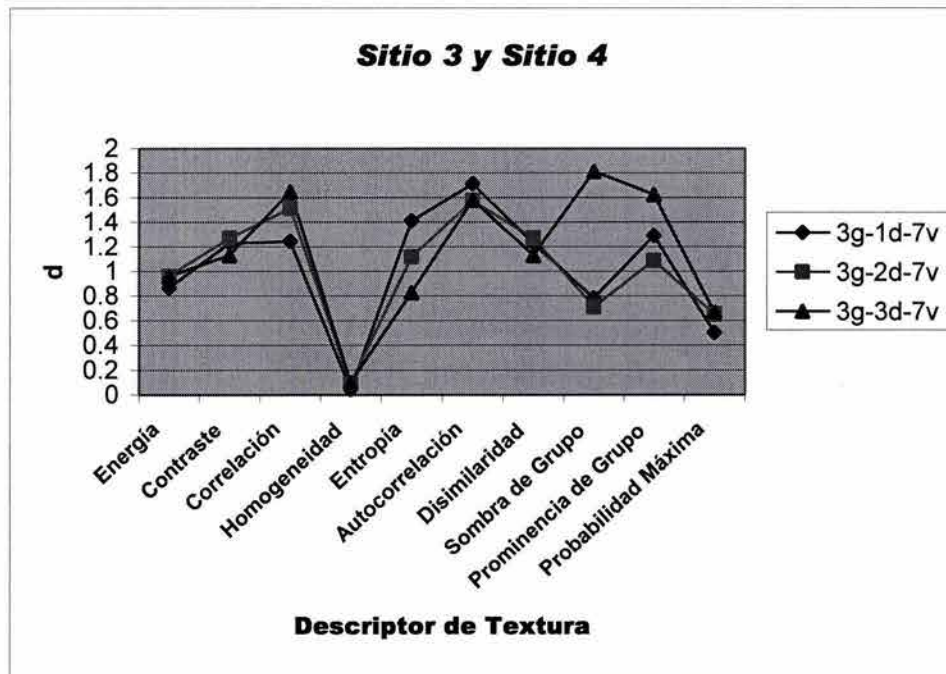 Sitio 3 y Sitio 4
2
1.8
1.6
1.4
1.2
1
0.8
0.6
0.4
0.2
0
d
Energía
Contraste
Correlación
Homogeneidad
Entropía
Autocorrelación
Disimilaridad
Sombra de Grupo
Prominencia de Grupo
Probabilidad Máxima
Descriptor de Textura
3g-1d-7v
3g-2d-7v
3g-3d-7v